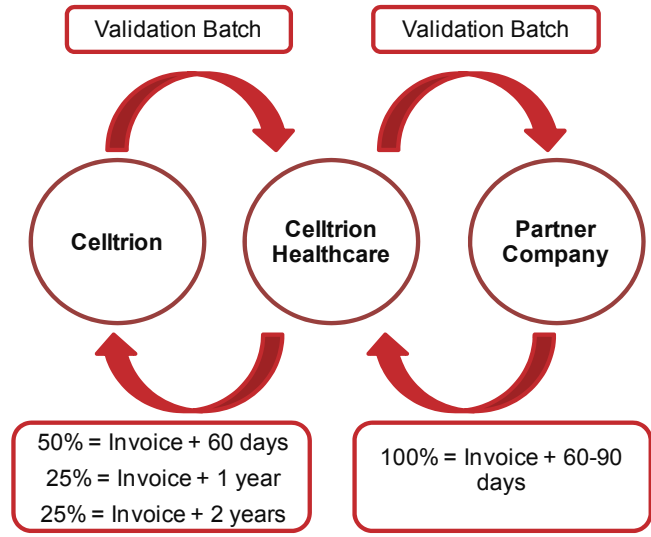 Validation Batch
Validation Batch
Celltrion
Celltrion
Healthcare
Partner
Company
50% = Invoice + 60 days
25% = Invoice + 1 year
25% = Invoice + 2 years
100% = Invoice + 60-90
days